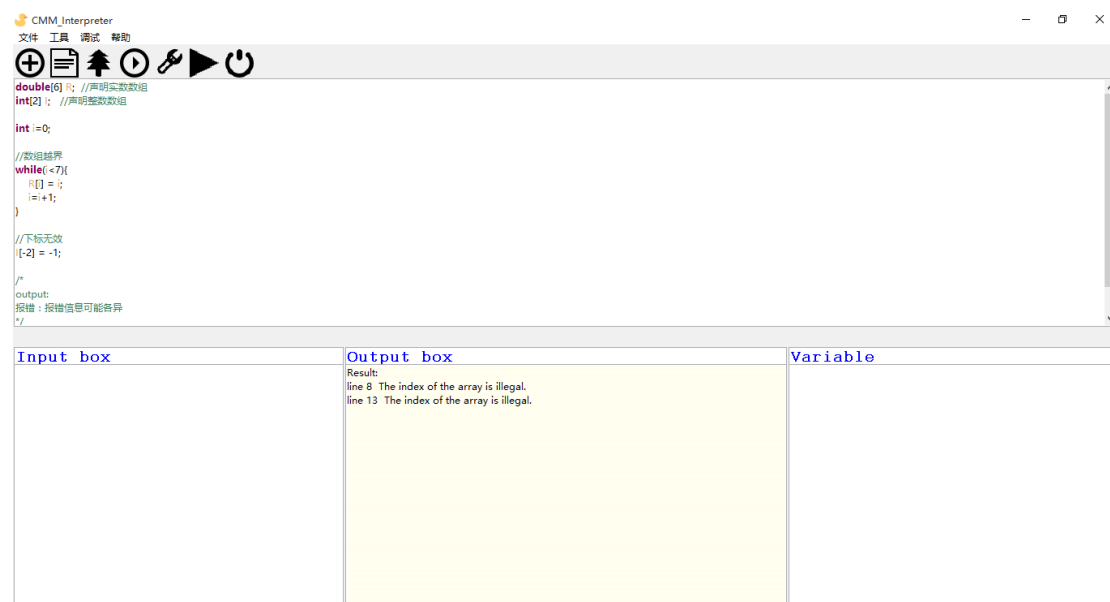 CMM_Interpreter
文件 工具 调试 帮助
double[6] R; //声明实数数组
int[2] I; //声明整数数组
int i=0;
//数组越界
while(i<7){
R[i] = i;
i=i+1;
}
//下标无效
I[-2] = -1;
/*
output:
报错：报错信息可能各异
*/
Input box
Output box
Variable
Result:
line 8 The index of the array is illegal.
line 13 The index of the array is illegal.